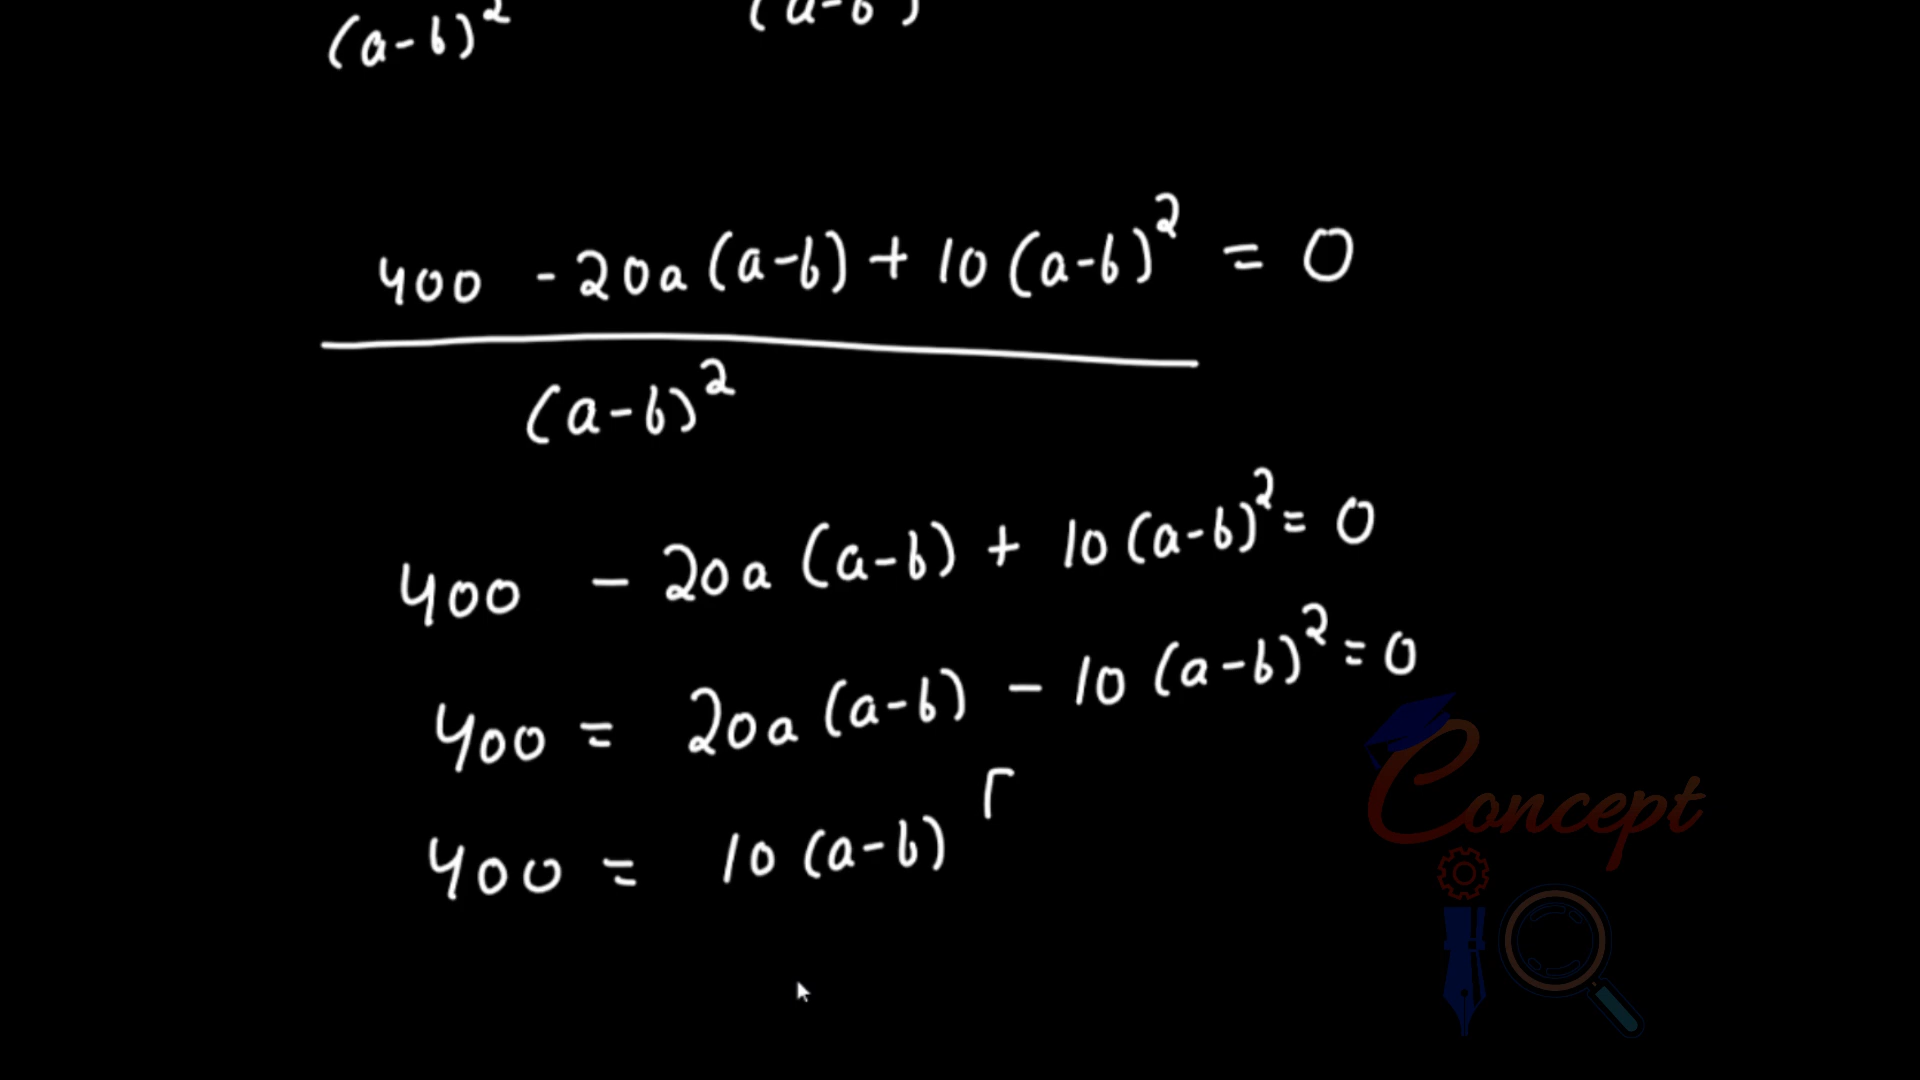 (a-b)² (a-b)
400 - 20a (a-b) + 10 (a-b)² = 0
(a-b)²
400 - 20a (a-b) + 10 (a-b)² = 0
400 = 20a (a-b) - 10 (a-b)² = 0
400 = 10 (a-b) [
Concept